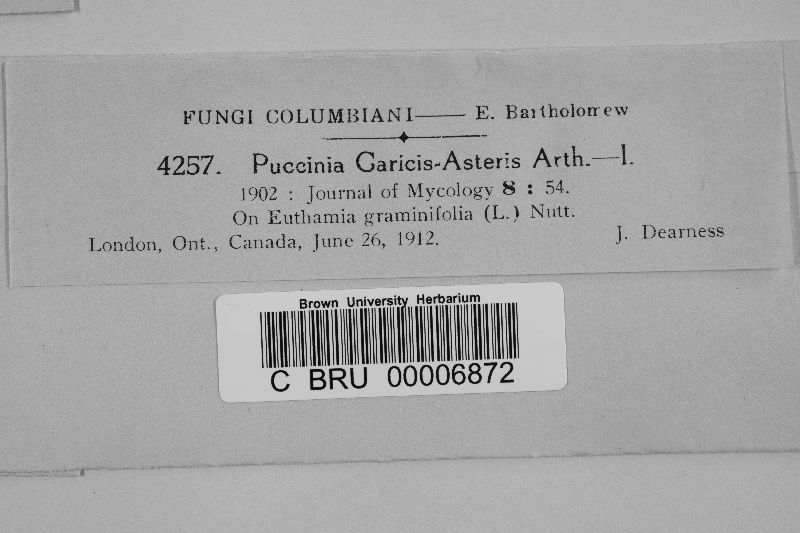 FUNGI COLUMBIANI—— E. Bartholomew
4257. Puccinia Caricis-Asteris Arth.—I.
1902 : Journal of Mycology 8 : 54.
On Euthamia graminifolia (L.) Nutt.
London, Ont., Canada, June 26, 1912. J. Dearness
Brown University Herbarium
C BRU 00006872